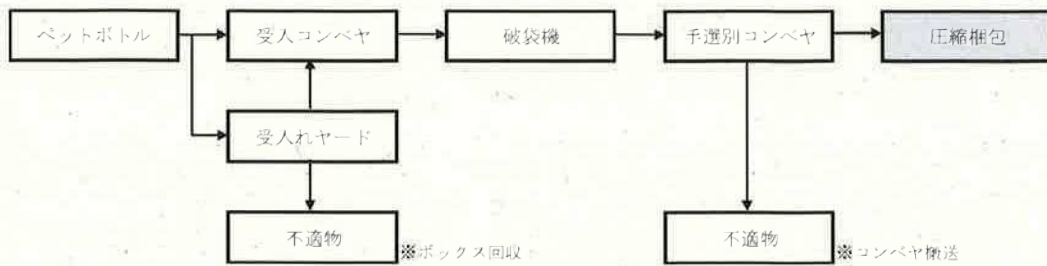 ペットボトル
受入コンベヤ
破袋機
手選別コンベヤ
圧縮梱包
受入れヤード
不適物
※ボックス回収
不適物
※コンベヤ搬送